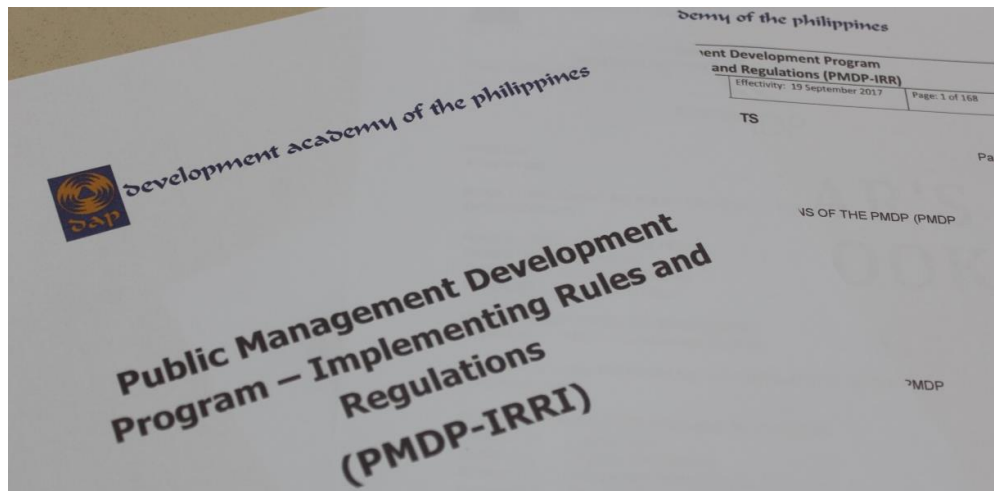 development academy of the philippines
dap
Public Management Development
Program – Implementing Rules and
Regulations
(PMDP-IRRI)
demy of the philippines
ent Development Program
and Regulations (PMDP-IRR)
Effectivity: 19 September 2017
Page: 1 of 168
TS
Pa
NS OF THE PMDP (PMDP
PMDP